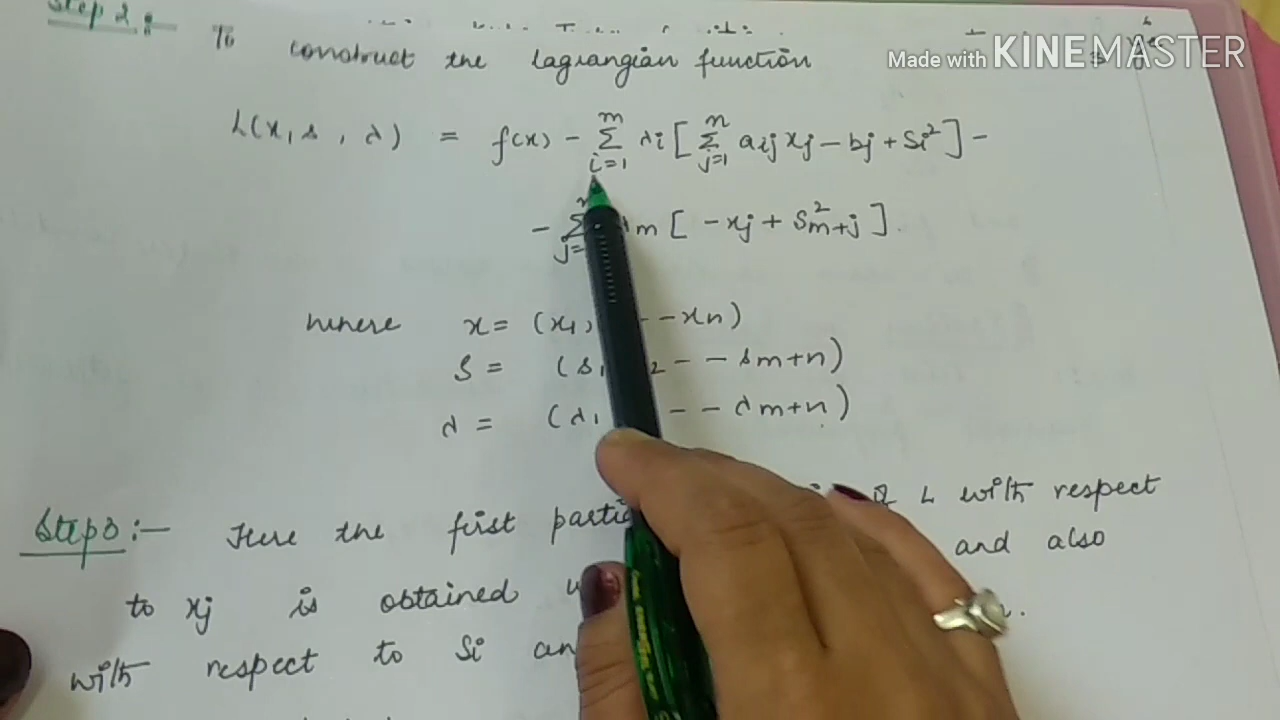 Step 2 :-
To construct the Lagrangian function
Made with KINEMASTER
L(x, s, λ) = f(x) - Σ i=1 m λi [ Σ j=1 n aij xj - bj + Si² ] -
- Σ j= m [ -xj + S²m+j ].
where x = (x1, - - xn)
S = (s1, 2 - - sm+n)
λ = (λ1 - - λm+n)
Step 3 :- Here the first of L with respect
to xj is obtained and also
with respect to Si